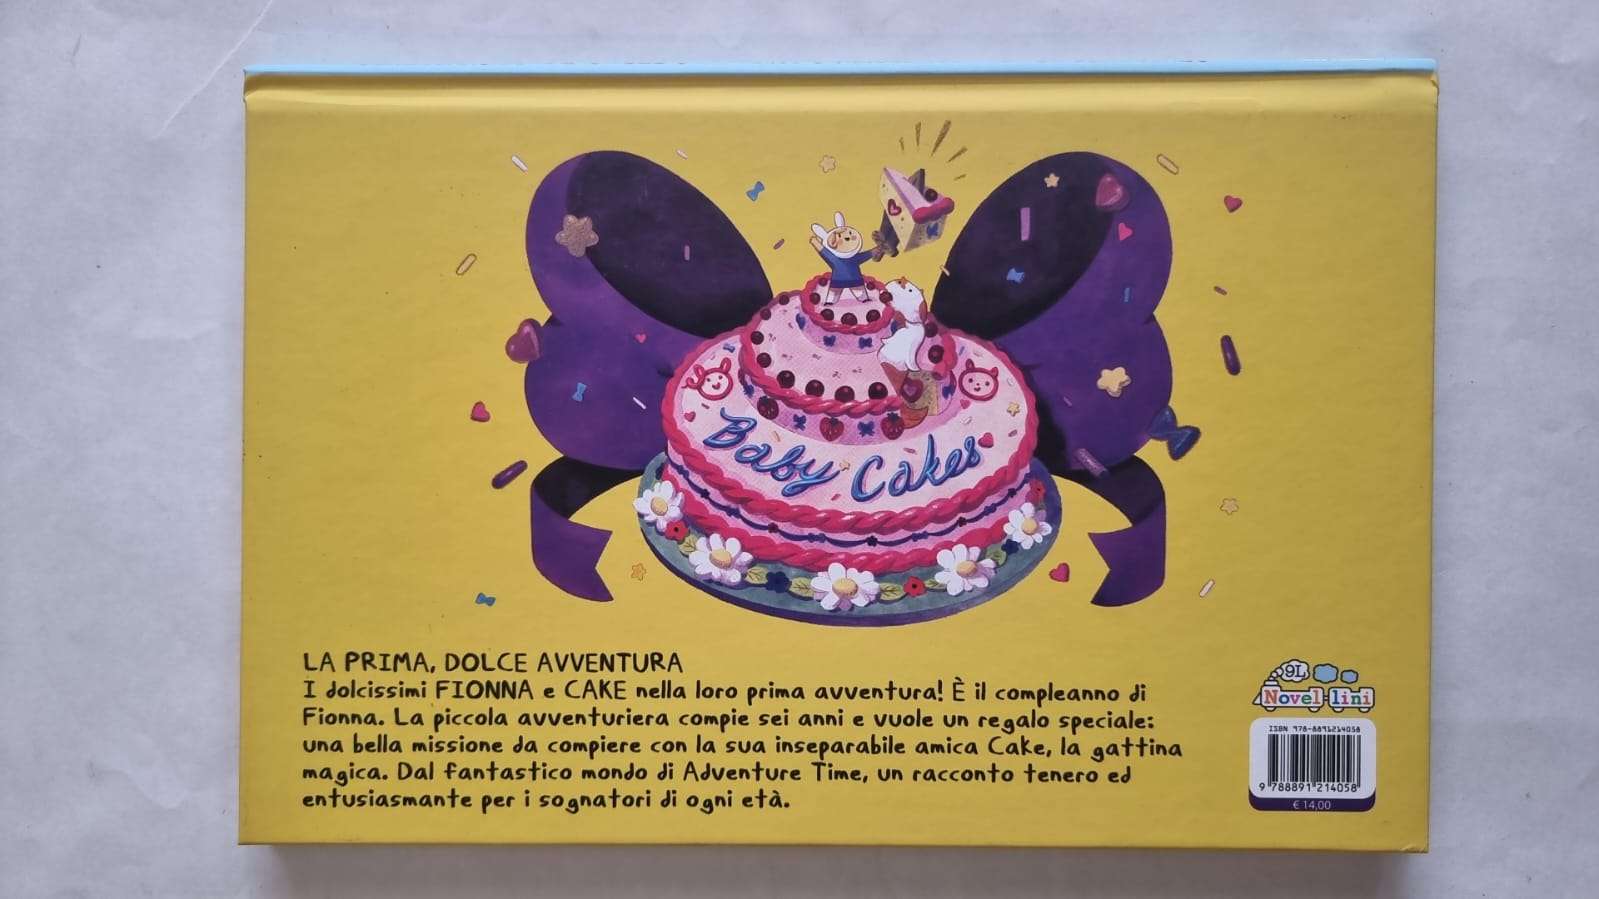 Baby Cakes
LA PRIMA, DOLCE AVVENTURA
I dolcissimi FIONNA e CAKE nella loro prima avventura! È il compleanno di
Fionna. La piccola avventuriera compie sei anni e vuole un regalo speciale:
una bella missione da compiere con la sua inseparabile amica Cake, la gattina
magica. Dal fantastico mondo di Adventure Time, un racconto tenero ed
entusiasmante per i sognatori di ogni età.
9L
Novel lini
ISBN 978-8891214058
9 788891 214058
€ 14,00